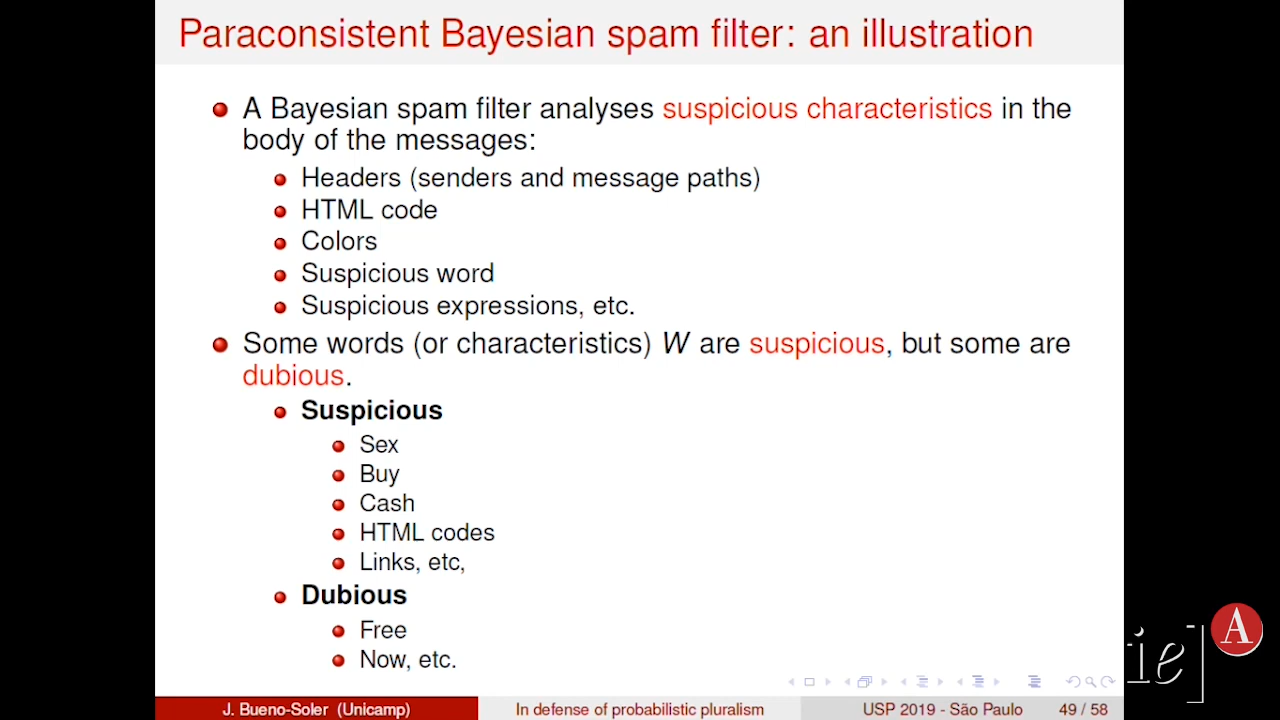 Paraconsistent Bayesian spam filter: an illustration
A Bayesian spam filter analyses suspicious characteristics in the
body of the messages:
Headers (senders and message paths)
HTML code
Colors
Suspicious word
Suspicious expressions, etc.
Some words (or characteristics) W are suspicious, but some are
dubious.
Suspicious
Sex
Buy
Cash
HTML codes
Links, etc,
Dubious
Free
Now, etc.
J. Bueno-Soler (Unicamp)
In defense of probabilistic pluralism
USP 2019 - São Paulo
49 / 58
ie]
A